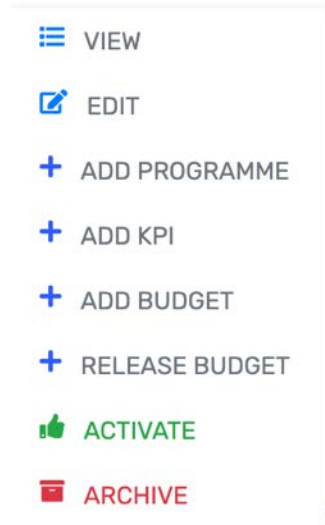 VIEW
EDIT
ADD PROGRAMME
ADD KPI
ADD BUDGET
RELEASE BUDGET
ACTIVATE
ARCHIVE